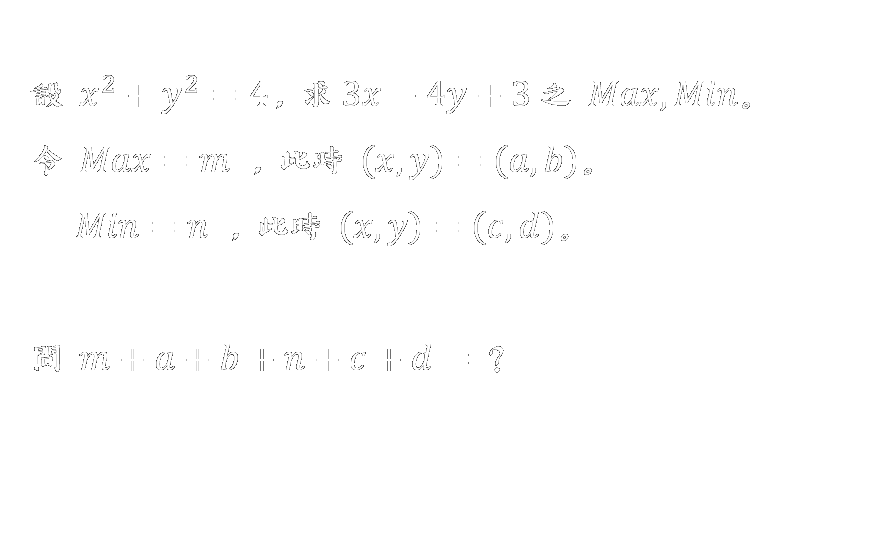 設 x² + y² = 4, 求 3x − 4y + 3 之 Max, Min。
令 Max = m , 此時 (x, y) = (a, b)。
Min = n , 此時 (x, y) = (c, d)。
問 m + a + b + n + c + d = ?